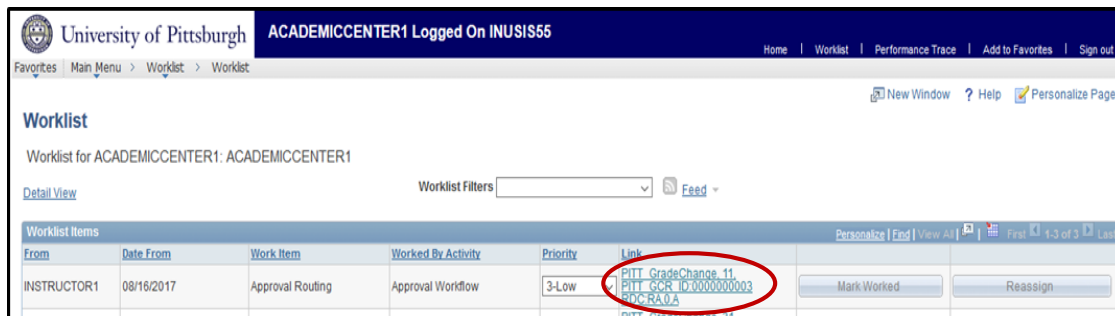 University of Pittsburgh ACADEMICCENTER1 Logged On INUSIS55
Home | Worklist | Performance Trace | Add to Favorites | Sign out
Favorites Main Menu > Worklist > Worklist
New Window ? Help Personalize Page
Worklist
Worklist for ACADEMICCENTER1: ACADEMICCENTER1
Detail View Worklist Filters Feed
Worklist Items Personalize | Find | View All | First 1-3 of 3 Last
From Date From Work Item Worked By Activity Priority Link
INSTRUCTOR1 08/16/2017 Approval Routing Approval Workflow 3-Low PITT_GradeChange, 11, Mark Worked Reassign
PITT_GCR_ID:0000000003
RDC:RA,0,A